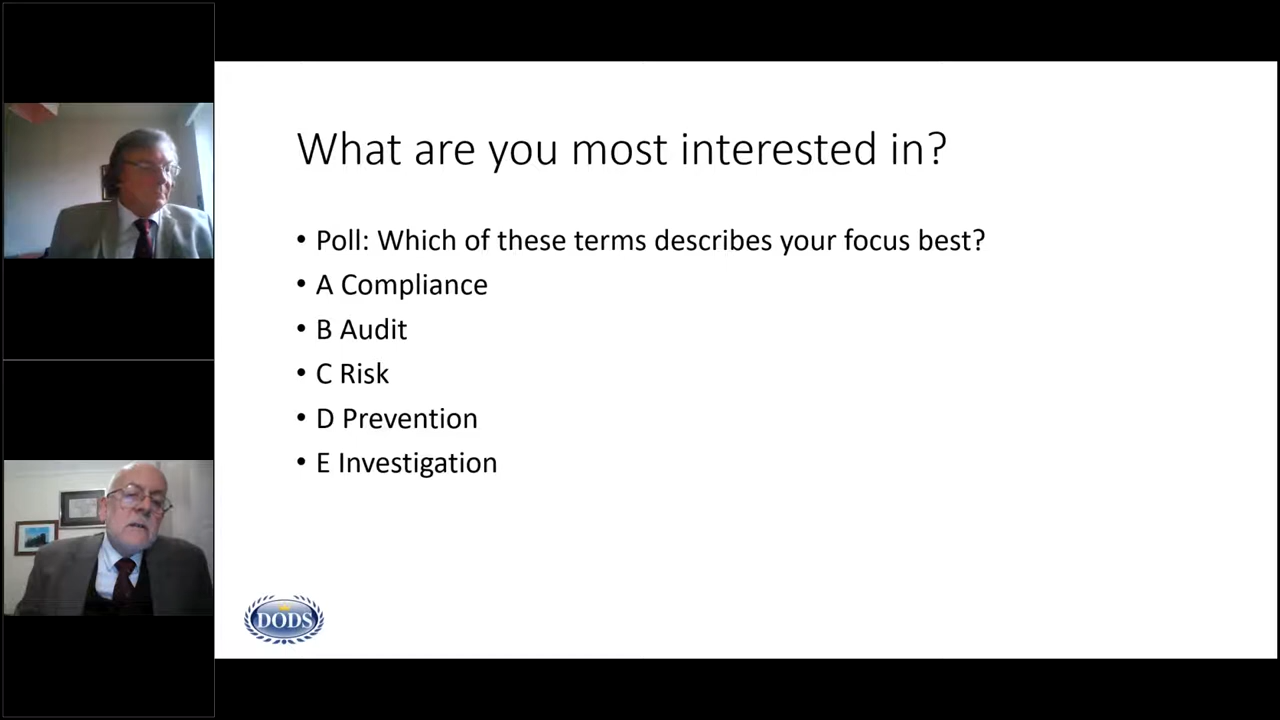 What are you most interested in?
• Poll: Which of these terms describes your focus best?
• A Compliance
• B Audit
• C Risk
• D Prevention
• E Investigation
DODS